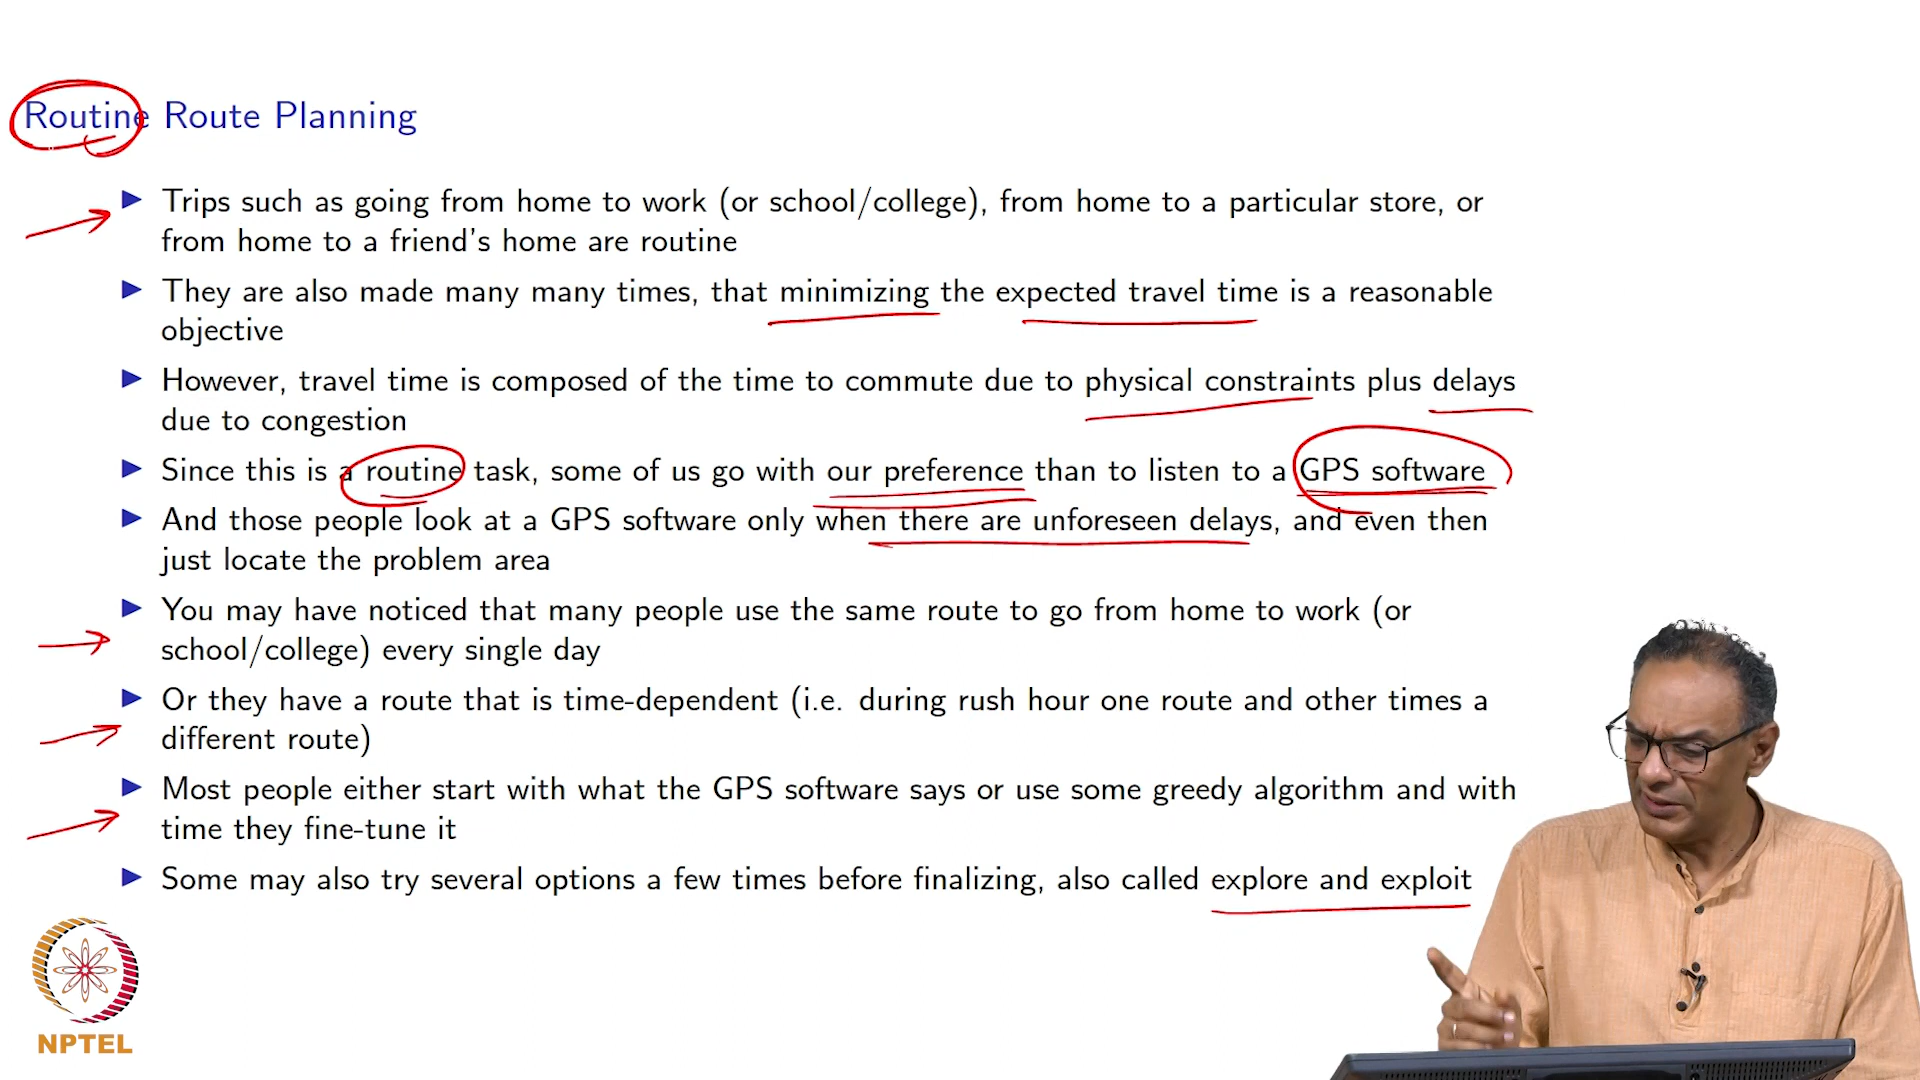 Routine Route Planning
Trips such as going from home to work (or school/college), from home to a particular store, or
from home to a friend's home are routine
They are also made many many times, that minimizing the expected travel time is a reasonable
objective
However, travel time is composed of the time to commute due to physical constraints plus delays
due to congestion
Since this is a routine task, some of us go with our preference than to listen to a GPS software
And those people look at a GPS software only when there are unforeseen delays, and even then
just locate the problem area
You may have noticed that many people use the same route to go from home to work (or
school/college) every single day
Or they have a route that is time-dependent (i.e. during rush hour one route and other times a
different route)
Most people either start with what the GPS software says or use some greedy algorithm and with
time they fine-tune it
Some may also try several options a few times before finalizing, also called explore and exploit
NPTEL